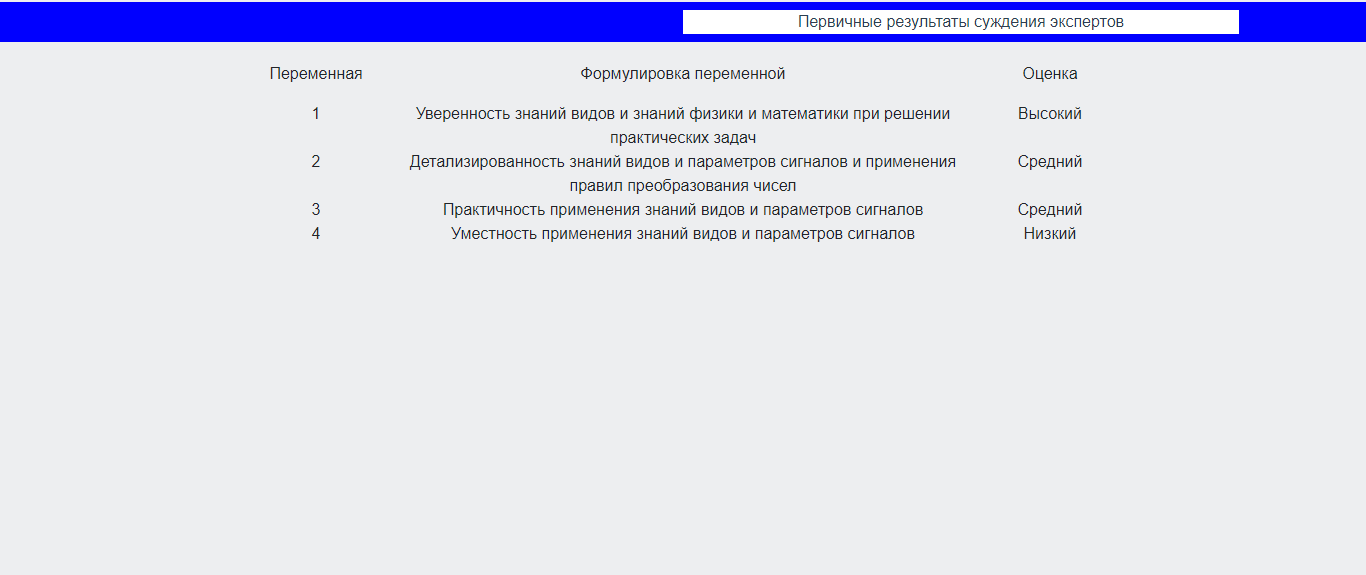 Первичные результаты суждения экспертов
Переменная Формулировка переменной Оценка
1 Уверенность знаний видов и знаний физики и математики при решении Высокий
практических задач
2 Детализированность знаний видов и параметров сигналов и применения Средний
правил преобразования чисел
3 Практичность применения знаний видов и параметров сигналов Средний
4 Уместность применения знаний видов и параметров сигналов Низкий